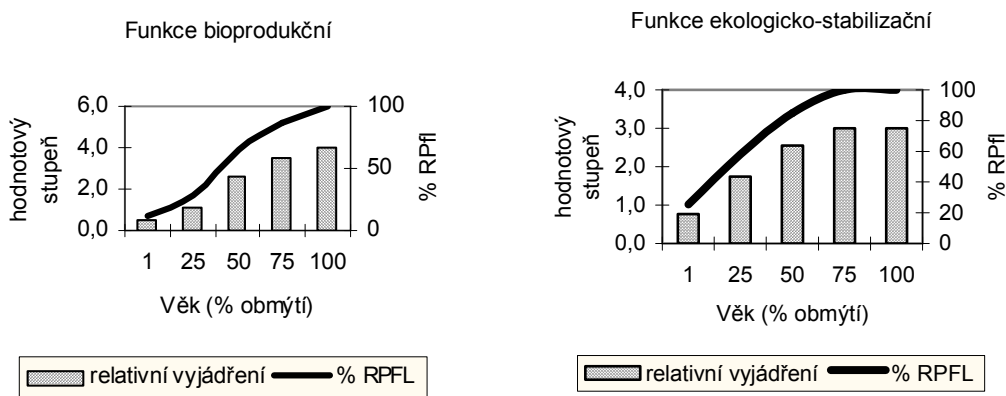 Funkce bioprodukční
hodnotový
stupeň
6,0
4,0
2,0
0,0
100
50
0
% RPfl
1 25 50 75 100
Věk (% obmýtí)
relativní vyjádření % RPFL
Funkce ekologicko-stabilizační
hodnotový
stupeň
4,0
3,0
2,0
1,0
0,0
100
80
60
40
20
0
% RPfl
1 25 50 75 100
Věk (% obmýtí)
relativní vyjádření % RPFL